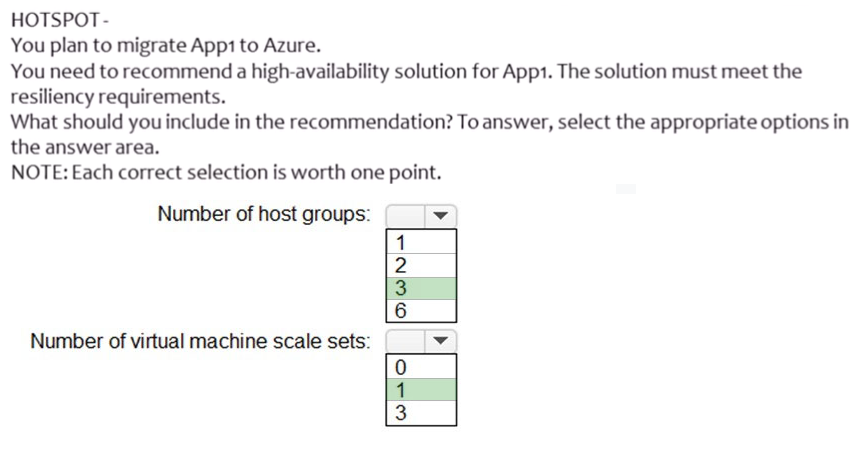 HOTSPOT -
You plan to migrate App1 to Azure.
You need to recommend a high-availability solution for App1. The solution must meet the
resiliency requirements.
What should you include in the recommendation? To answer, select the appropriate options in
the answer area.
NOTE: Each correct selection is worth one point.
Number of host groups:
1
2
3
6
Number of virtual machine scale sets:
0
1
3